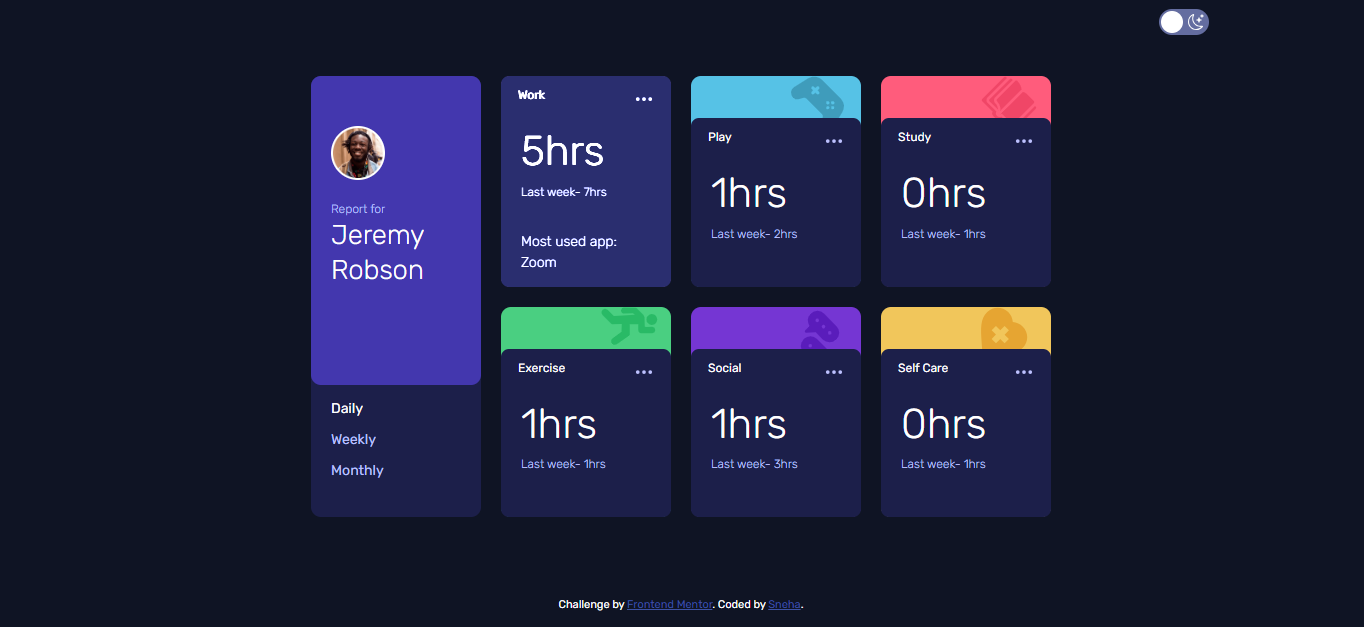 Report for
Jeremy
Robson
Daily
Weekly
Monthly
Work
5hrs
Last week- 7hrs
Most used app:
Zoom
Play
1hrs
Last week- 2hrs
Study
0hrs
Last week- 1hrs
Exercise
1hrs
Last week- 1hrs
Social
1hrs
Last week- 3hrs
Self Care
0hrs
Last week- 1hrs
Challenge by Frontend Mentor. Coded by Sneha.